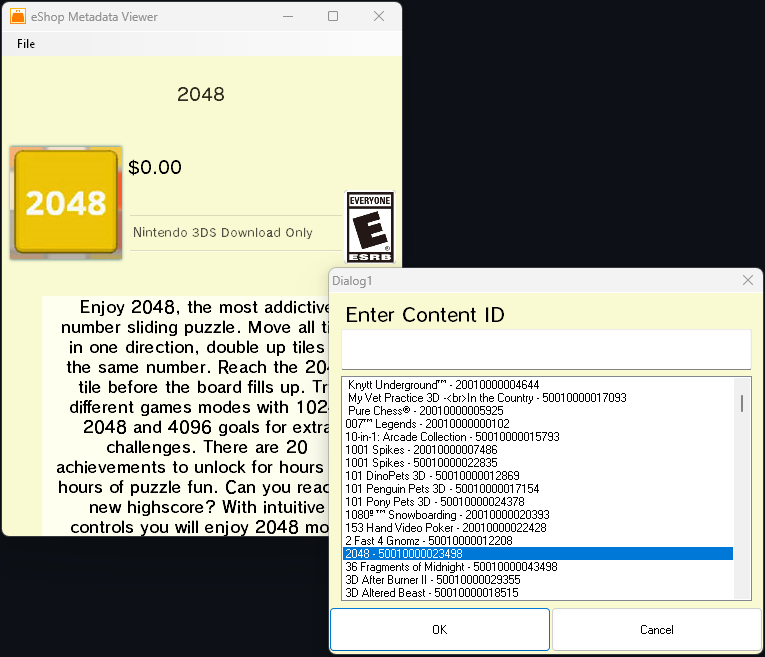 eShop Metadata Viewer
File
2048
2048
$0.00
Nintendo 3DS Download Only
EVERYONE
E
ESRB
Enjoy 2048, the most addictive
number sliding puzzle. Move all ti
in one direction, double up tiles
the same number. Reach the 204
tile before the board fills up. Tr
different games modes with 102
2048 and 4096 goals for extra
challenges. There are 20
achievements to unlock for hours
hours of puzzle fun. Can you reac
new highscore? With intuitive
controls you will enjoy 2048 mo
Dialog1
Enter Content ID
Knytt Underground™ - 20010000004644
My Vet Practice 3D -<br>In the Country - 50010000017093
Pure Chess® - 20010000005925
007™ Legends - 20010000000102
10-in-1: Arcade Collection - 50010000015793
1001 Spikes - 20010000007486
1001 Spikes - 50010000022835
101 DinoPets 3D - 50010000012869
101 Penguin Pets 3D - 50010000017154
101 Pony Pets 3D - 50010000024378
1080º ™ Snowboarding - 20010000020393
153 Hand Video Poker - 20010000022428
2 Fast 4 Gnomz - 50010000012208
2048 - 50010000023498
36 Fragments of Midnight - 50010000043498
3D After Burner II - 50010000029355
3D Altered Beast - 50010000018515
OK
Cancel